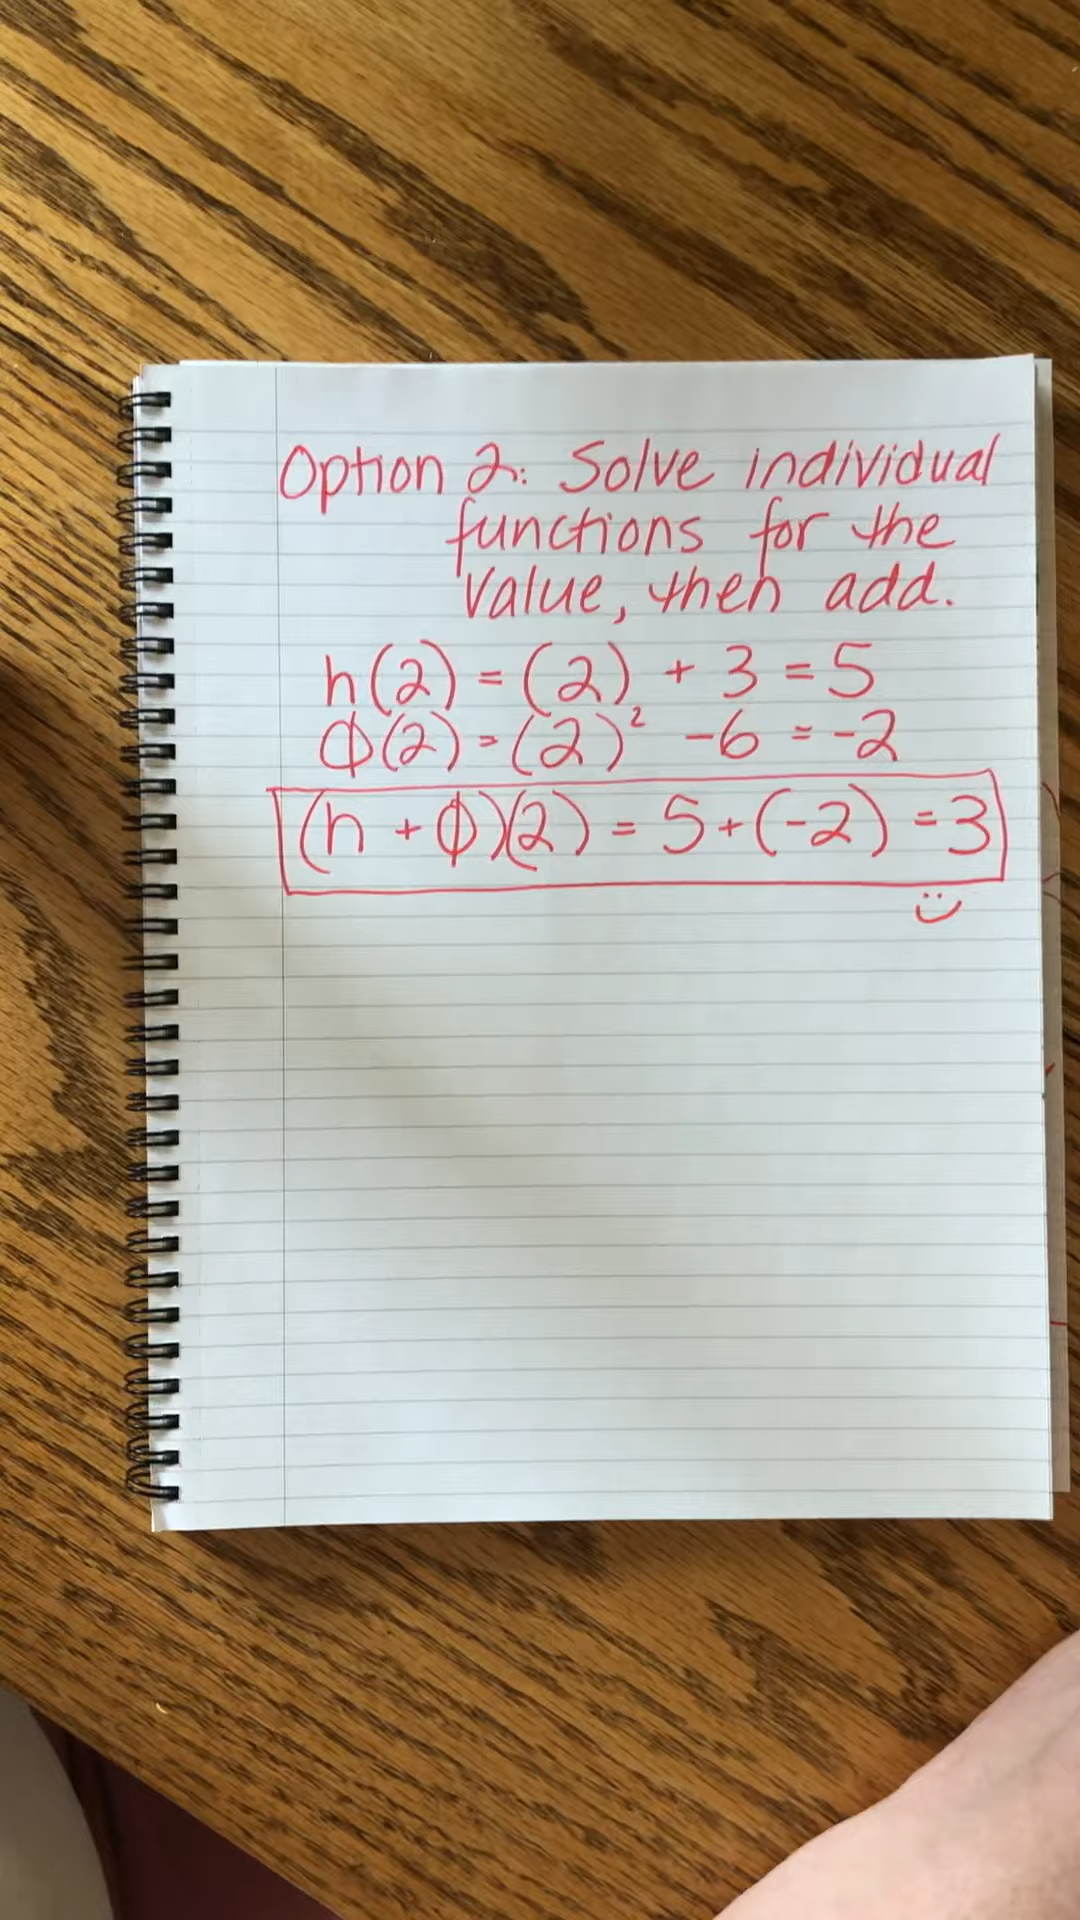 Option 2: Solve individual
functions for the
Value, then add.
h(2) = (2) + 3 = 5
φ(2) = (2)² - 6 = -2
(h + φ)(2) = 5 + (-2) = 3